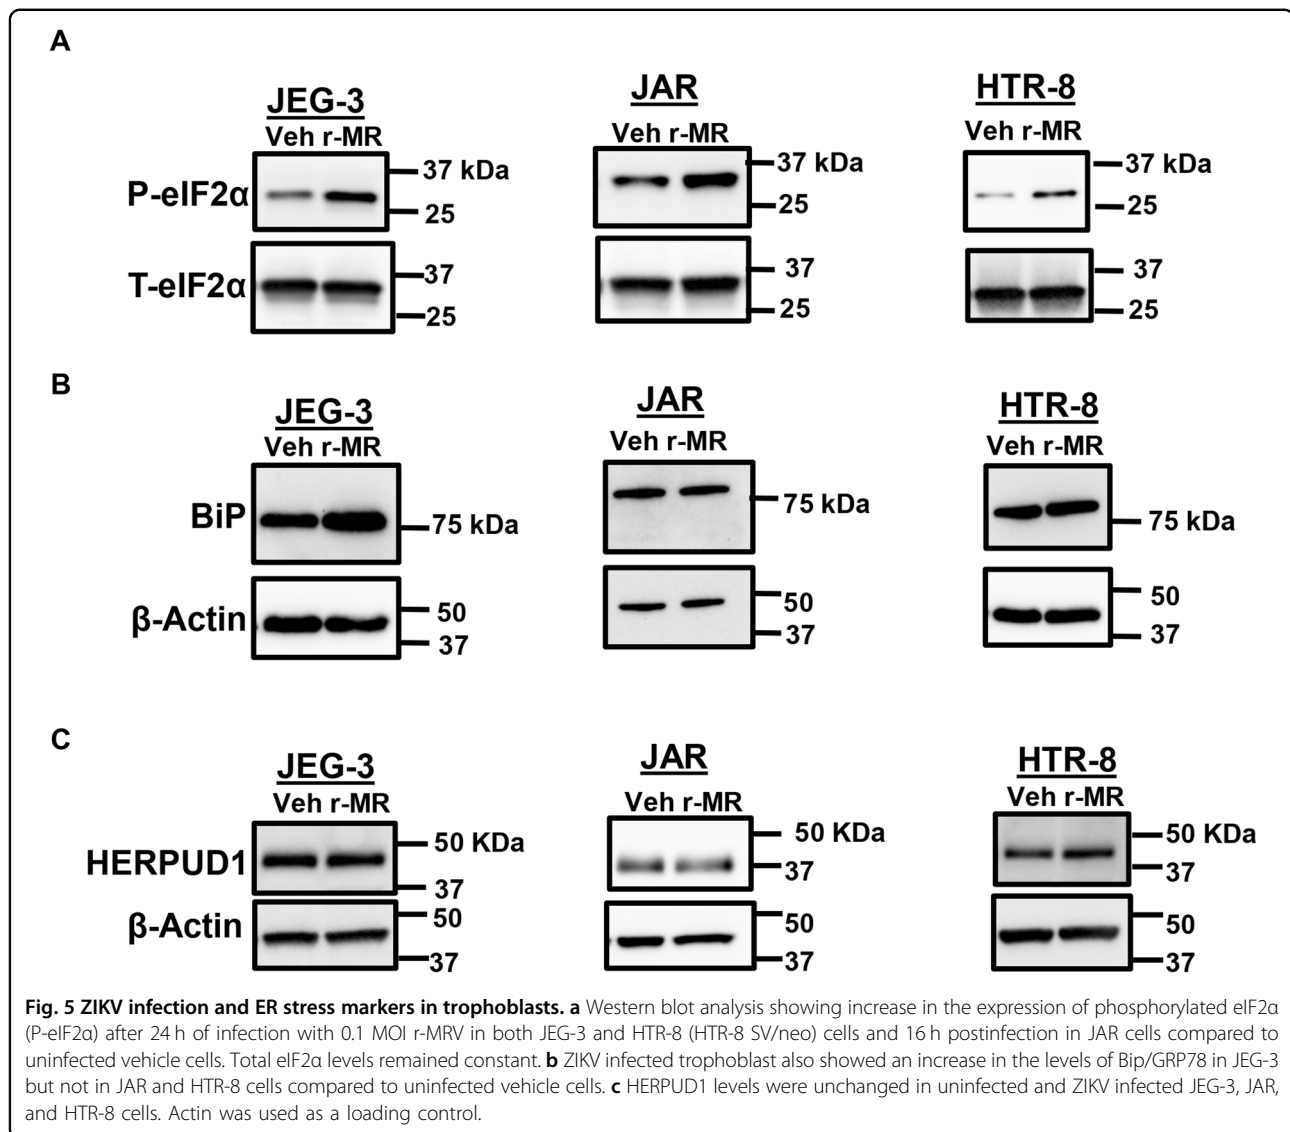 A
JEG-3
JAR
HTR-8
Veh r-MR
Veh r-MR
Veh r-MR
P-eIF2α
37 kDa
25
37 kDa
25
37 kDa
25
T-eIF2α
37
25
37
25
37
25
B
JEG-3
JAR
HTR-8
Veh r-MR
Veh r-MR
Veh r-MR
BiP
75 kDa
75 kDa
75 kDa
β-Actin
50
37
50
37
50
37
C
JEG-3
JAR
HTR-8
Veh r-MR
Veh r-MR
Veh r-MR
HERPUD1
50 KDa
37
50 KDa
37
50 KDa
37
β-Actin
50
37
50
37
50
37
Fig. 5 ZIKV infection and ER stress markers in trophoblasts. a Western blot analysis showing increase in the expression of phosphorylated eIF2α
(P-eIF2α) after 24 h of infection with 0.1 MOI r-MRV in both JEG-3 and HTR-8 (HTR-8 SV/neo) cells and 16 h postinfection in JAR cells compared to
uninfected vehicle cells. Total eIF2α levels remained constant. b ZIKV infected trophoblast also showed an increase in the levels of Bip/GRP78 in JEG-3
but not in JAR and HTR-8 cells compared to uninfected vehicle cells. c HERPUD1 levels were unchanged in uninfected and ZIKV infected JEG-3, JAR,
and HTR-8 cells. Actin was used as a loading control.